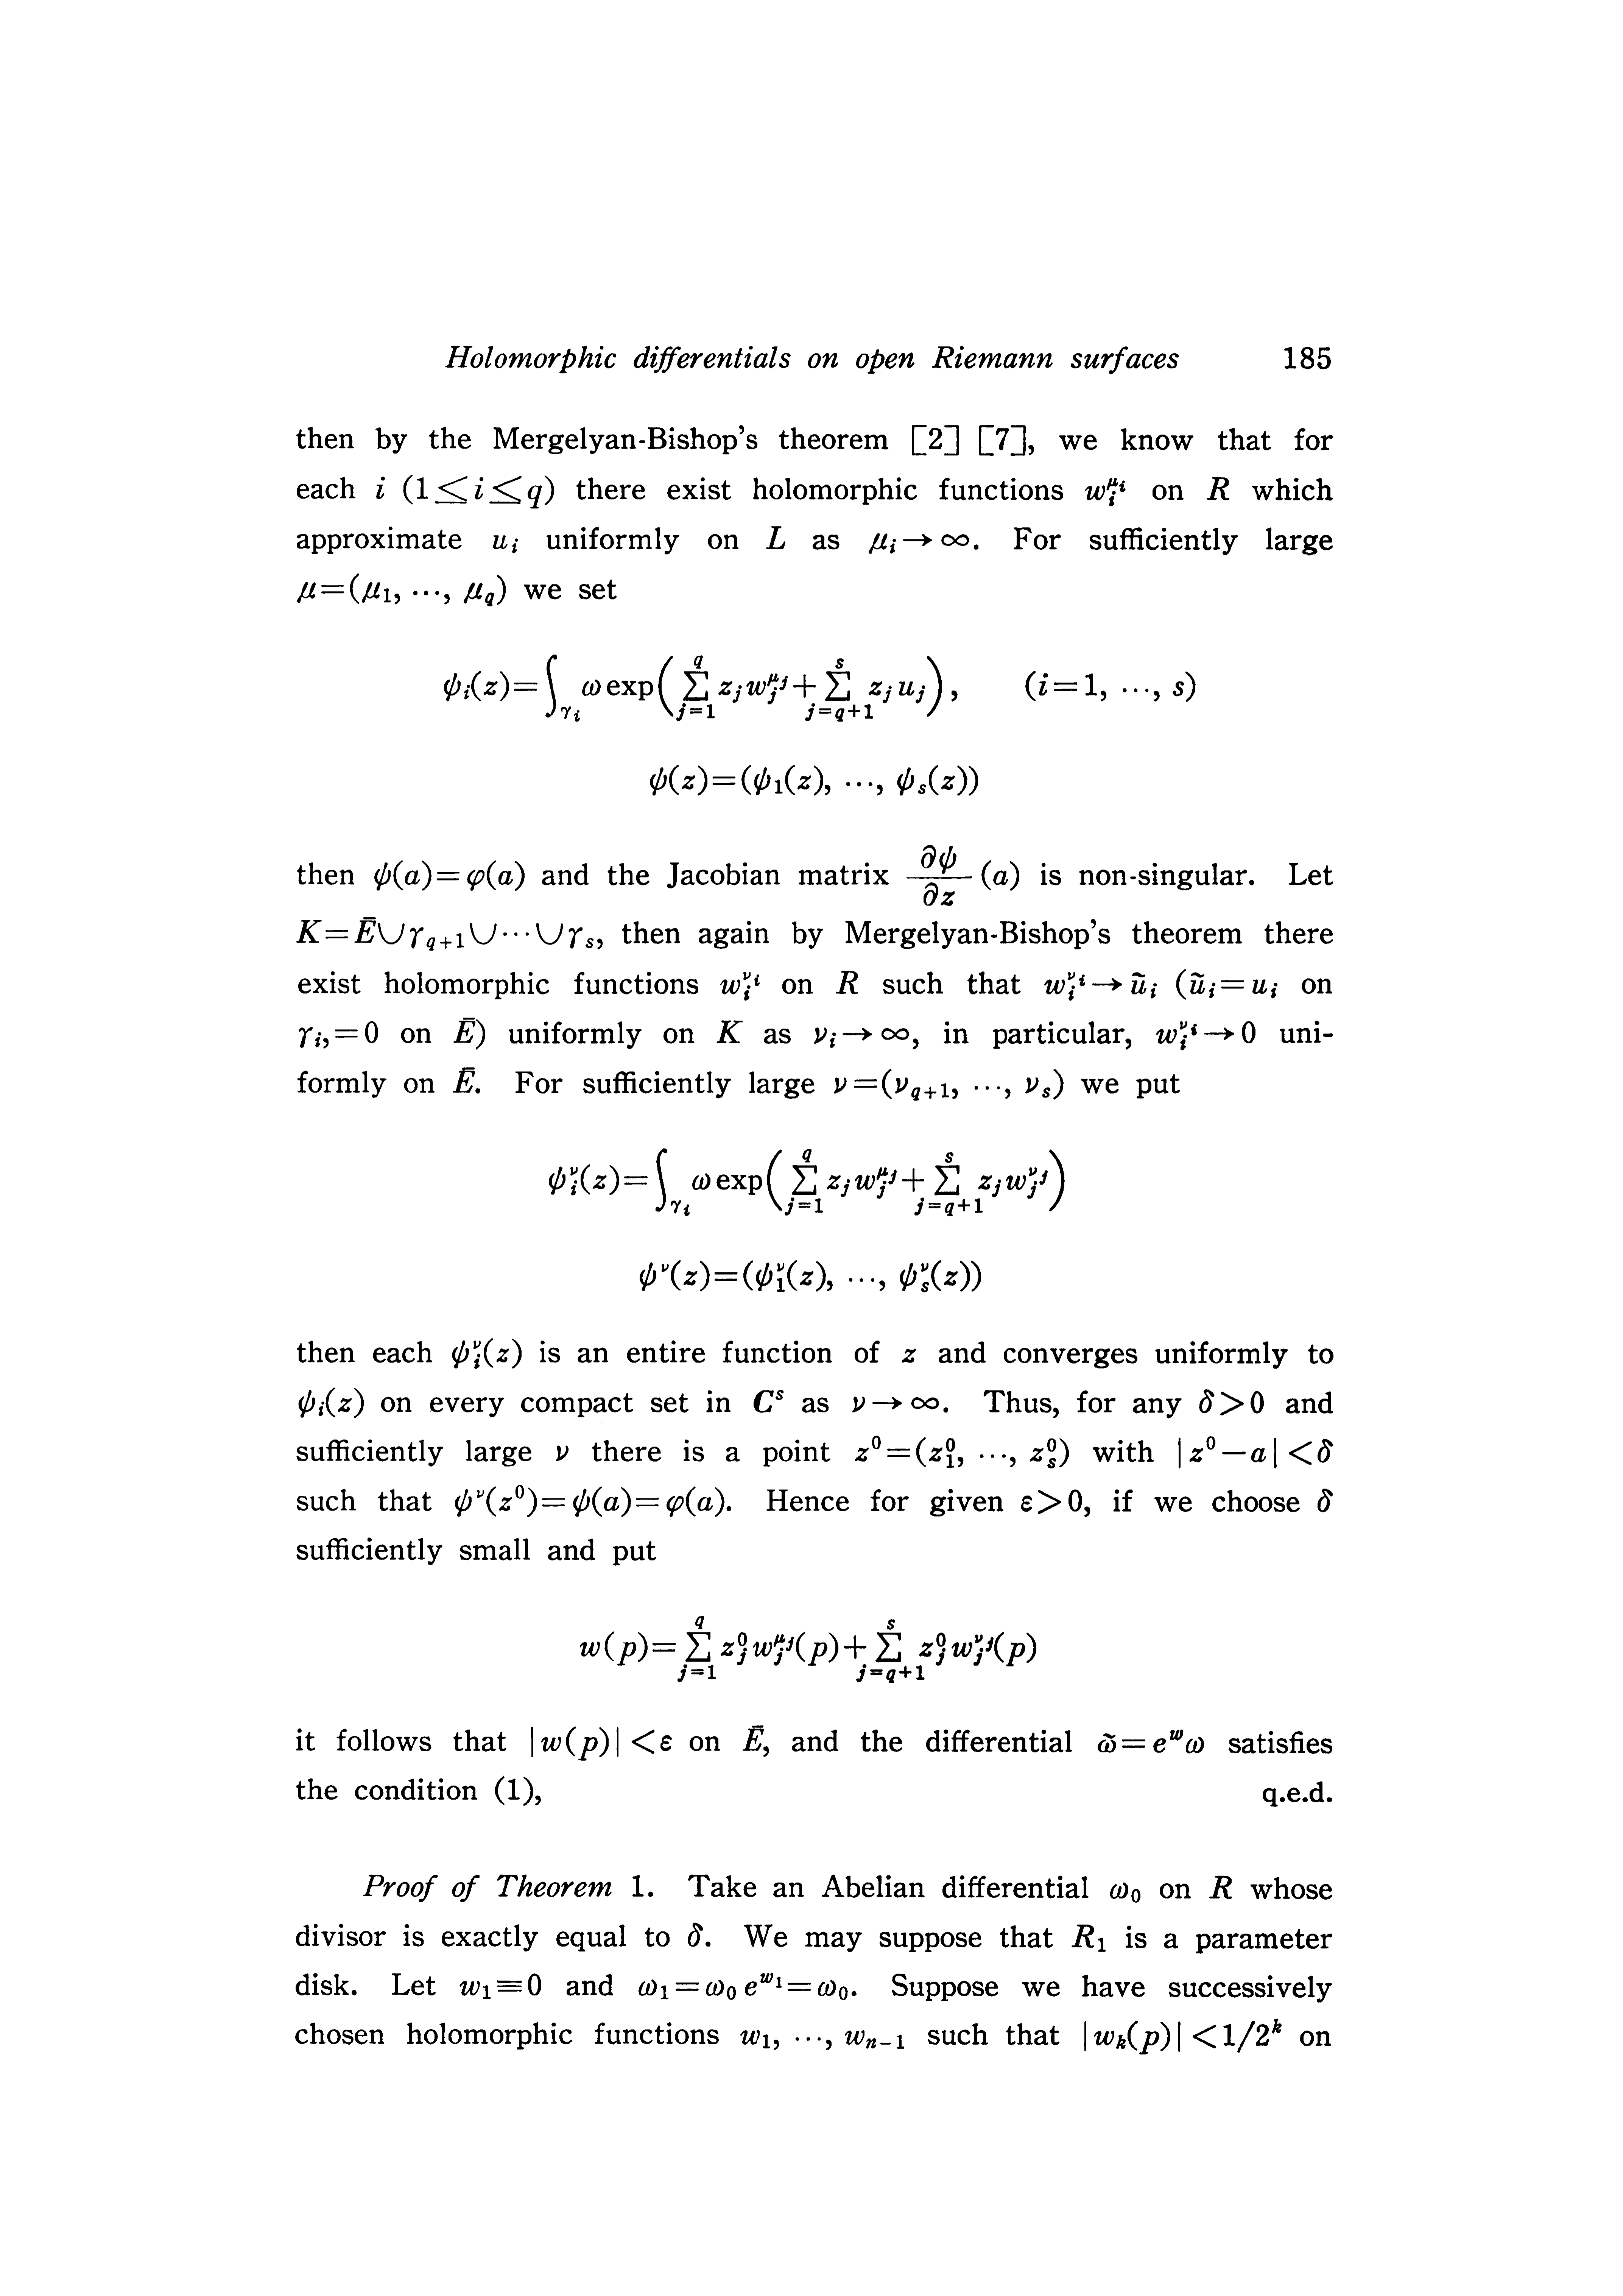 Holomorphic differentials on open Riemann surfaces 185
then by the Mergelyan-Bishop's theorem [2] [7], we know that for
each $i$ $(1 \leqq i \leqq q)$ there exist holomorphic functions $w_i^{\mu_i}$ on $R$ which
approximate $u_i$ uniformly on $L$ as $\mu_i \to \infty$. For sufficiently large
$\mu=(\mu_1, \cdots, \mu_q)$ we set
$\psi_i(z)=\int_{\gamma_i} \omega \exp\left(\sum_{j=1}^{q} z_j w_j^{\mu_j}+\sum_{j=q+1}^{s} z_j u_j\right), \quad (i=1, \cdots, s)$
$\psi(z)=(\psi_1(z), \cdots, \psi_s(z))$
then $\psi(a)=\varphi(a)$ and the Jacobian matrix $\frac{\partial \psi}{\partial z}(a)$ is non-singular. Let
$K=\bar{E} \cup \gamma_{q+1} \cup \cdots \cup \gamma_s$, then again by Mergelyan-Bishop's theorem there
exist holomorphic functions $w_i^{\nu_i}$ on $R$ such that $w_i^{\nu_i} \to \tilde{u}_i$ ($\tilde{u}_i=u_i$ on
$\gamma_i, =0$ on $\bar{E}$) uniformly on $K$ as $\nu_i \to \infty$, in particular, $w_i^{\nu_i} \to 0$ uni-
formly on $\bar{E}$. For sufficiently large $\nu=(\nu_{q+1}, \cdots, \nu_s)$ we put
$\psi_i^{\nu}(z)=\int_{\gamma_i} \omega \exp\left(\sum_{j=1}^{q} z_j w_j^{\mu_j}+\sum_{j=q+1}^{s} z_j w_j^{\nu_j}\right)$
$\psi^{\nu}(z)=(\psi_1^{\nu}(z), \cdots, \psi_s^{\nu}(z))$
then each $\psi_i^{\nu}(z)$ is an entire function of $z$ and converges uniformly to
$\psi_i(z)$ on every compact set in $\boldsymbol{C}^s$ as $\nu \to \infty$. Thus, for any $\delta>0$ and
sufficiently large $\nu$ there is a point $z^0=(z_1^0, \cdots, z_s^0)$ with $|z^0-a|<\delta$
such that $\psi^{\nu}(z^0)=\psi(a)=\varphi(a)$. Hence for given $\varepsilon>0$, if we choose $\delta$
sufficiently small and put
$w(p)=\sum_{j=1}^{q} z_j^0 w_j^{\mu_j}(p)+\sum_{j=q+1}^{s} z_j^0 w_j^{\nu_j}(p)$
it follows that $|w(p)|<\varepsilon$ on $\bar{E}$, and the differential $\tilde{\omega}=e^w\omega$ satisfies
the condition (1), q.e.d.
Proof of Theorem 1. Take an Abelian differential $\omega_0$ on $R$ whose
divisor is exactly equal to $\delta$. We may suppose that $R_1$ is a parameter
disk. Let $w_1 \equiv 0$ and $\omega_1=\omega_0 e^{w_1}=\omega_0$. Suppose we have successively
chosen holomorphic functions $w_1, \cdots, w_{n-1}$ such that $|w_k(p)|<1/2^k$ on